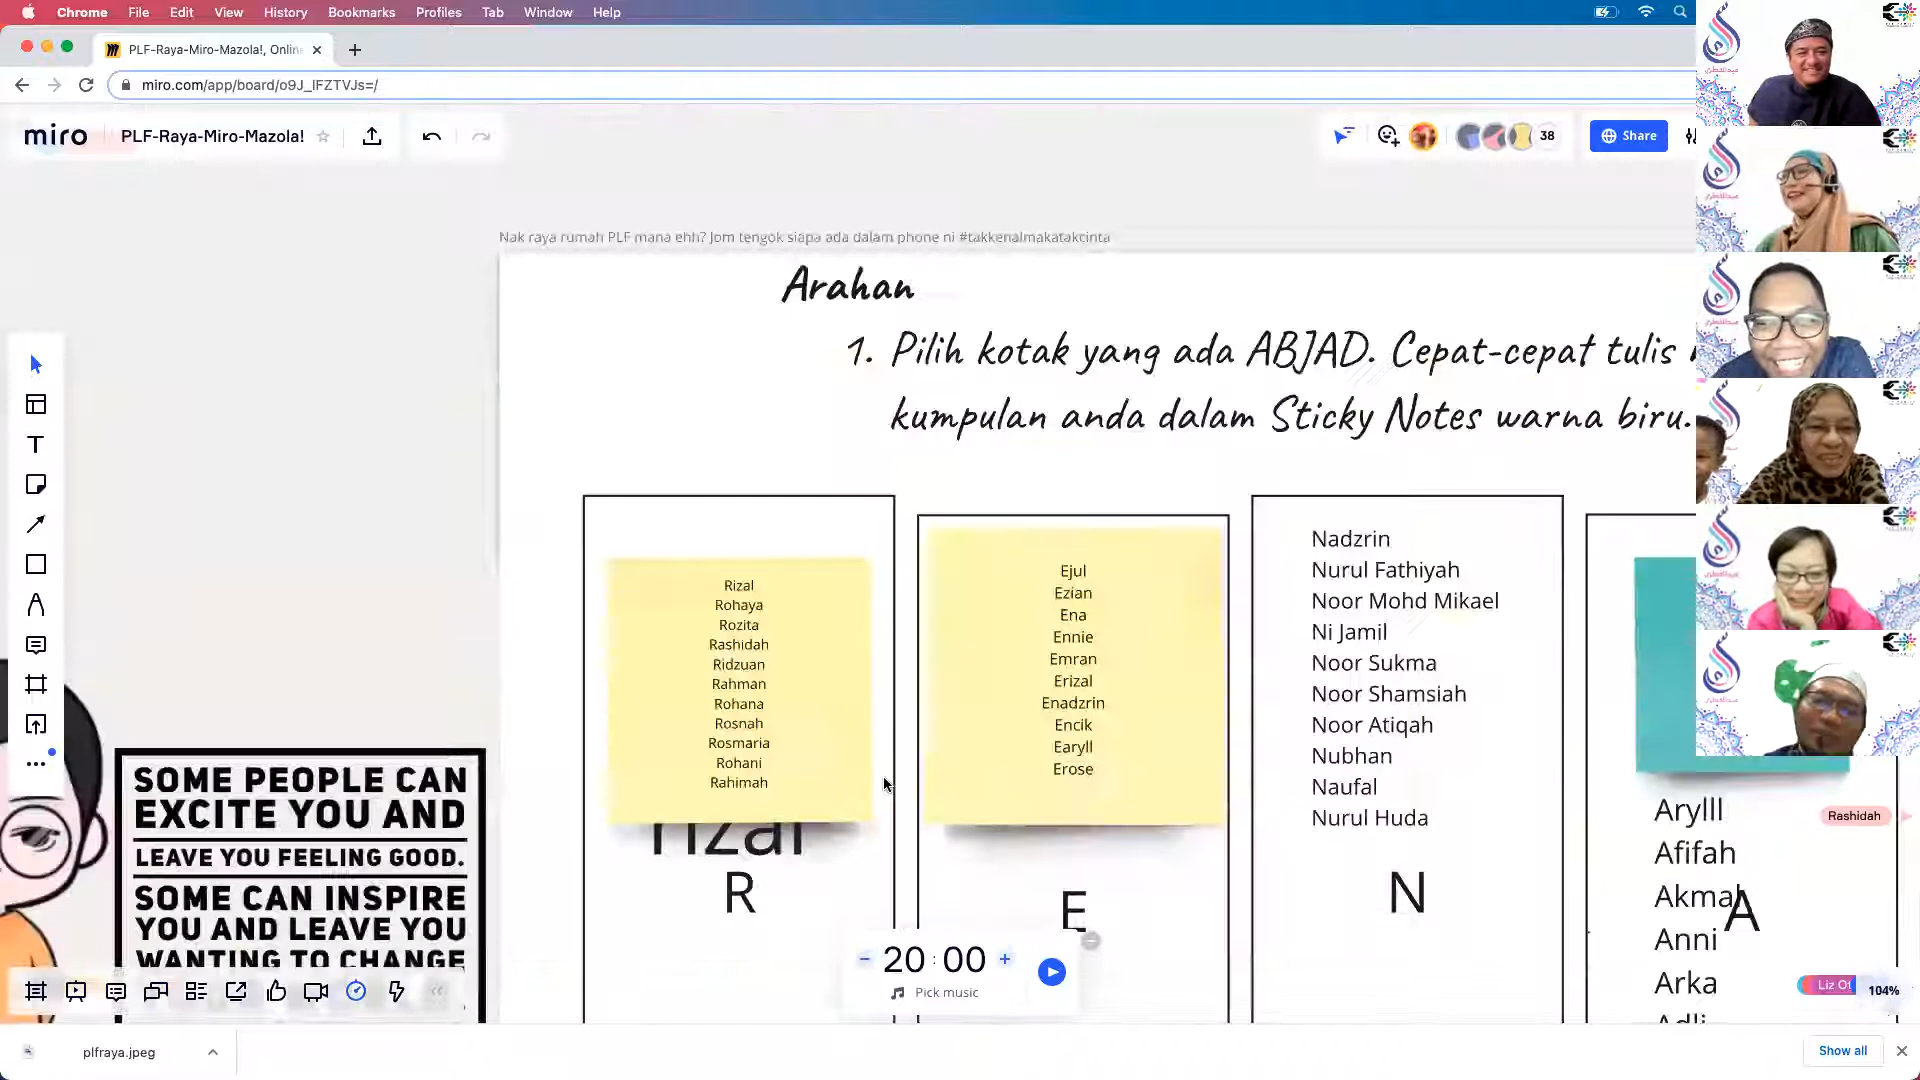 Chrome File Edit View History Bookmarks Profiles Tab Window Help
PLF-Raya-Miro-Mazola!, Onlin
miro.com/app/board/o9J_lFZTVJs=/
miro PLF-Raya-Miro-Mazola!
38 Share
Nak raya rumah PLF mana ehh? Jom tengok siapa ada dalam phone ni #takkenalmakatakcinta
Arahan
1. Pilih kotak yang ada ABJAD. Cepat-cepat tulis
kumpulan anda dalam Sticky Notes warna biru.
Rizal
Rohaya
Rozita
Rashidah
Ridzuan
Rahman
Rohana
Rosnah
Rosmaria
Rohani
Rahimah
rizal
R
Ejul
Ezian
Ena
Ennie
Emran
Erizal
Enadzrin
Encik
Earyll
Erose
E
Nadzrin
Nurul Fathiyah
Noor Mohd Mikael
Ni Jamil
Noor Sukma
Noor Shamsiah
Noor Atiqah
Nubhan
Naufal
Nurul Huda
N
Arylll
Afifah
Akmal
Anni
Arka
Adli
A
Rashidah
SOME PEOPLE CAN
EXCITE YOU AND
LEAVE YOU FEELING GOOD.
SOME CAN INSPIRE
YOU AND LEAVE YOU
WANTING TO CHANGE
20:00
Pick music
Liz Ot
104%
plfraya.jpeg
Show all